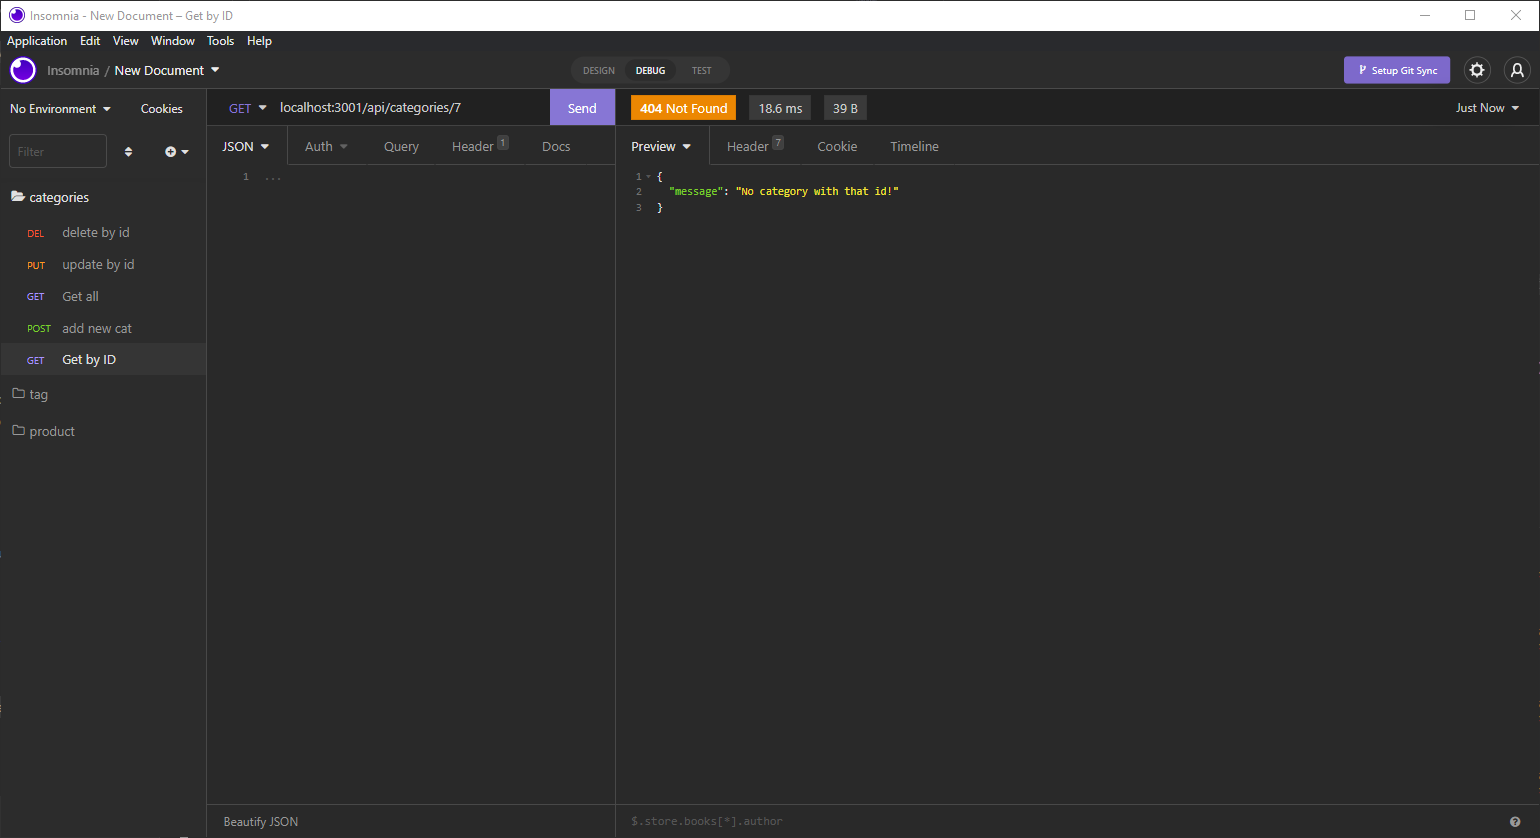 Insomnia - New Document – Get by ID
Application Edit View Window Tools Help
Insomnia / New Document DESIGN DEBUG TEST Setup Git Sync
No Environment Cookies
GET localhost:3001/api/categories/7 Send
404 Not Found 18.6 ms 39 B Just Now
Filter
JSON Auth Query Header 1 Docs
Preview Header 7 Cookie Timeline
1 ...
1 {
2 "message": "No category with that id!"
3 }
categories
DEL delete by id
PUT update by id
GET Get all
POST add new cat
GET Get by ID
tag
product
Beautify JSON
$.store.books[*].author